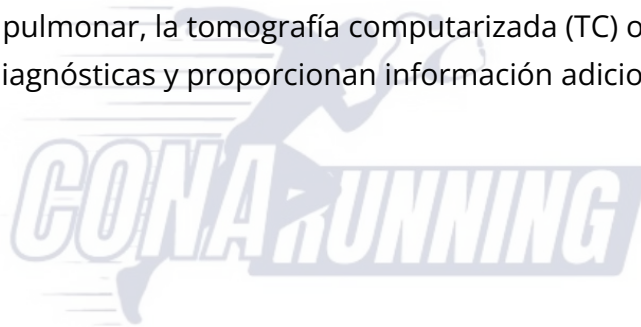 pulmonar, la tomografía computarizada (TC) o
iagnósticas y proporcionan información adicio
CONARUNNING